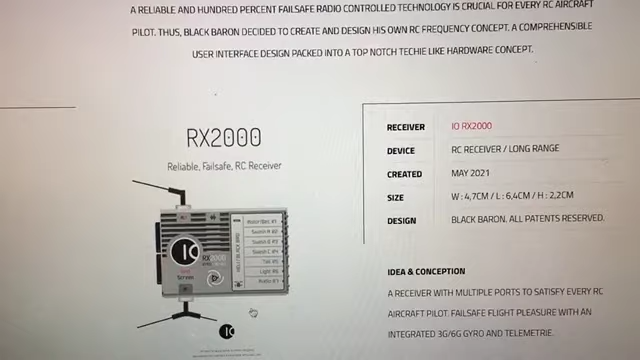 A RELIABLE AND HUNDRED PERCENT FAILSAFE RADIO CONTROLLED TECHNOLOGY IS CRUCIAL FOR EVERY RC AIRCRAFT
PILOT. THUS, BLACK BARON DECIDED TO CREATE AND DESIGN HIS OWN RC FREQUENCY CONCEPT. A COMPREHENSIBLE
USER INTERFACE DESIGN PACKED INTO A TOP NOTCH TECHIE LIKE HARDWARE CONCEPT.
RX2000
Reliable, Failsafe, RC Receiver
RX2000
Screen
RECEIVER IO RX2000
DEVICE RC RECEIVER / LONG RANGE
CREATED MAY 2021
SIZE W : 4,7CM / L : 6,4CM / H : 2,2CM
DESIGN BLACK BARON. ALL PATENTS RESERVED.
IDEA & CONCEPTION
A RECEIVER WITH MULTIPLE PORTS TO SATISFY EVERY RC
AIRCRAFT PILOT. FAILSAFE FLIGHT PLEASURE WITH AN
INTEGRATED 3G/6G GYRO AND TELEMETRIE.